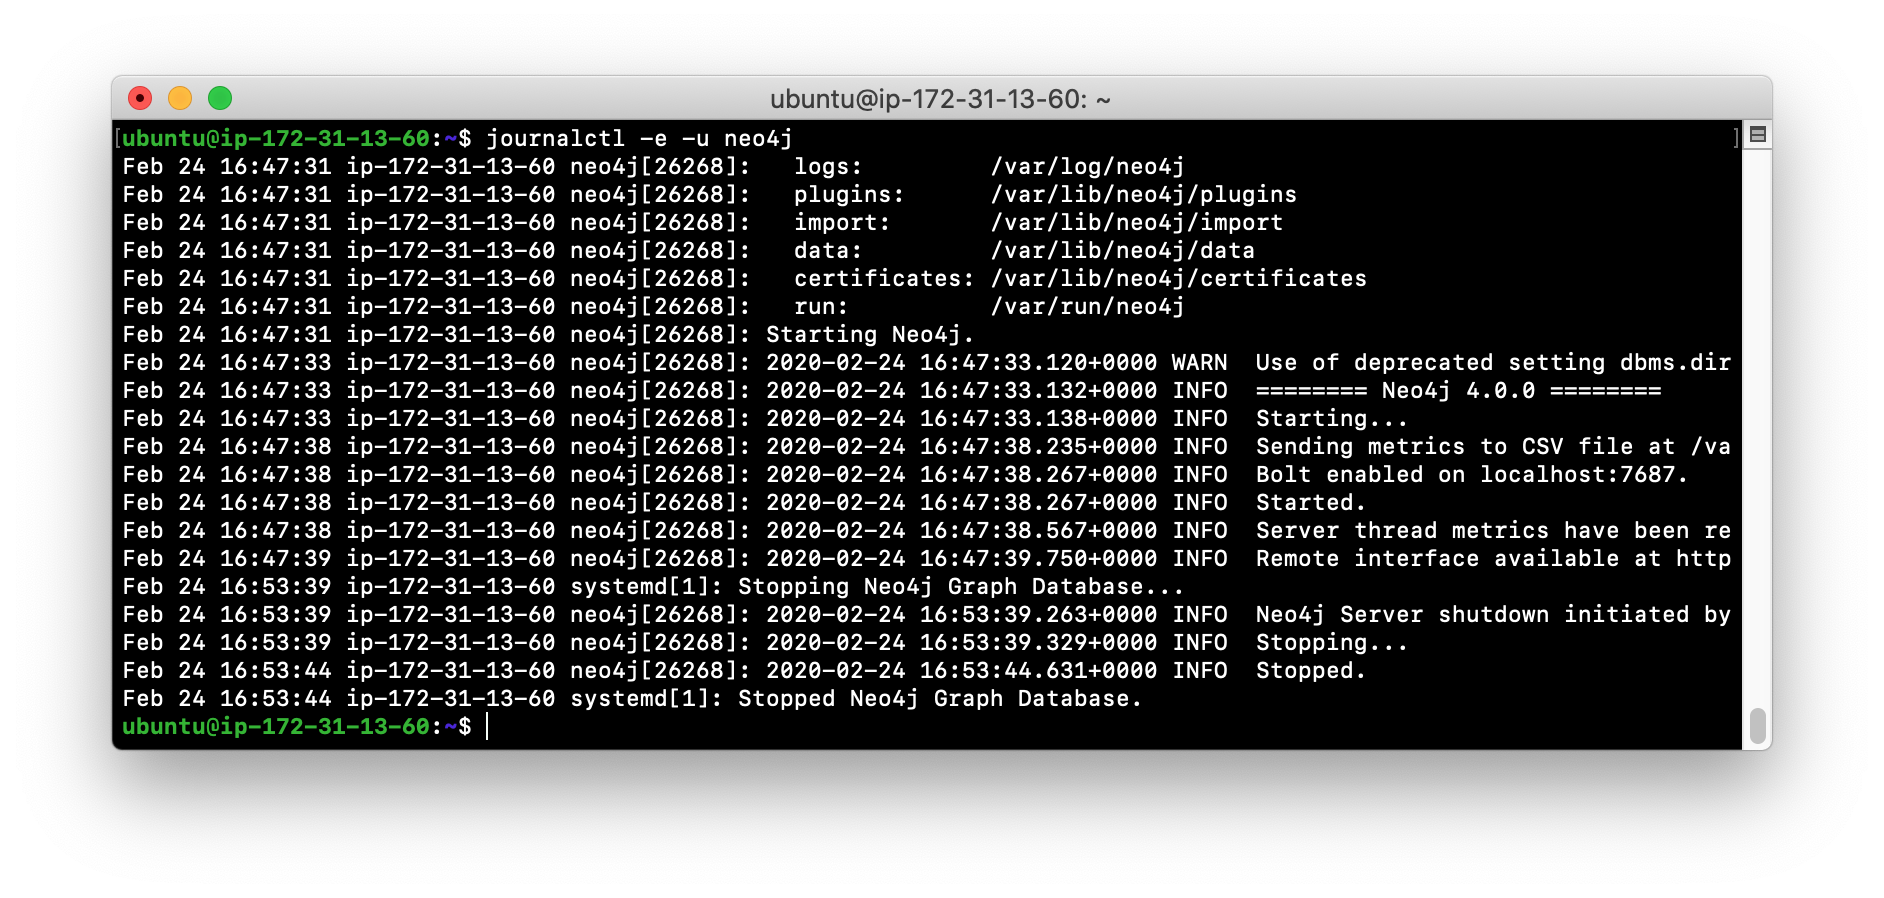 ubuntu@ip-172-31-13-60: ~
[ubuntu@ip-172-31-13-60:~$ journalctl -e -u neo4j ]
Feb 24 16:47:31 ip-172-31-13-60 neo4j[26268]:   logs:         /var/log/neo4j
Feb 24 16:47:31 ip-172-31-13-60 neo4j[26268]:   plugins:      /var/lib/neo4j/plugins
Feb 24 16:47:31 ip-172-31-13-60 neo4j[26268]:   import:       /var/lib/neo4j/import
Feb 24 16:47:31 ip-172-31-13-60 neo4j[26268]:   data:         /var/lib/neo4j/data
Feb 24 16:47:31 ip-172-31-13-60 neo4j[26268]:   certificates: /var/lib/neo4j/certificates
Feb 24 16:47:31 ip-172-31-13-60 neo4j[26268]:   run:          /var/run/neo4j
Feb 24 16:47:31 ip-172-31-13-60 neo4j[26268]: Starting Neo4j.
Feb 24 16:47:33 ip-172-31-13-60 neo4j[26268]: 2020-02-24 16:47:33.120+0000 WARN  Use of deprecated setting dbms.dir
Feb 24 16:47:33 ip-172-31-13-60 neo4j[26268]: 2020-02-24 16:47:33.132+0000 INFO  ======== Neo4j 4.0.0 ========
Feb 24 16:47:33 ip-172-31-13-60 neo4j[26268]: 2020-02-24 16:47:33.138+0000 INFO  Starting...
Feb 24 16:47:38 ip-172-31-13-60 neo4j[26268]: 2020-02-24 16:47:38.235+0000 INFO  Sending metrics to CSV file at /va
Feb 24 16:47:38 ip-172-31-13-60 neo4j[26268]: 2020-02-24 16:47:38.267+0000 INFO  Bolt enabled on localhost:7687.
Feb 24 16:47:38 ip-172-31-13-60 neo4j[26268]: 2020-02-24 16:47:38.267+0000 INFO  Started.
Feb 24 16:47:38 ip-172-31-13-60 neo4j[26268]: 2020-02-24 16:47:38.567+0000 INFO  Server thread metrics have been re
Feb 24 16:47:39 ip-172-31-13-60 neo4j[26268]: 2020-02-24 16:47:39.750+0000 INFO  Remote interface available at http
Feb 24 16:53:39 ip-172-31-13-60 systemd[1]: Stopping Neo4j Graph Database...
Feb 24 16:53:39 ip-172-31-13-60 neo4j[26268]: 2020-02-24 16:53:39.263+0000 INFO  Neo4j Server shutdown initiated by
Feb 24 16:53:39 ip-172-31-13-60 neo4j[26268]: 2020-02-24 16:53:39.329+0000 INFO  Stopping...
Feb 24 16:53:44 ip-172-31-13-60 neo4j[26268]: 2020-02-24 16:53:44.631+0000 INFO  Stopped.
Feb 24 16:53:44 ip-172-31-13-60 systemd[1]: Stopped Neo4j Graph Database.
ubuntu@ip-172-31-13-60:~$